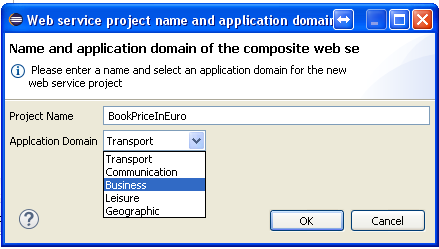 Web service project name and application domain
Name and application domain of the composite web se
Please enter a name and select an application domain for the new
web service project
Project Name BookPriceInEuro
Applcation Domain Transport
Transport
Communication
Business
Leisure
Geographic
OK Cancel